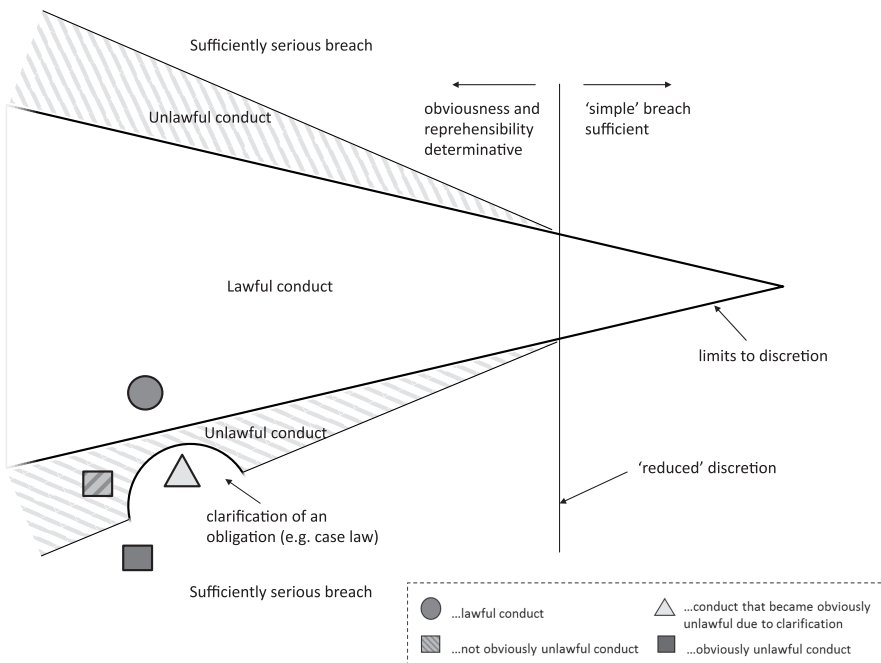 Sufficiently serious breach
obviousness and
reprehensibility
determinative
‘simple’ breach
sufficient
Unlawful conduct
Lawful conduct
limits to discretion
Unlawful conduct
‘reduced’ discretion
clarification of an
obligation (e.g. case law)
Sufficiently serious breach
...lawful conduct
...conduct that became obviously
unlawful due to clarification
...not obviously unlawful conduct
...obviously unlawful conduct